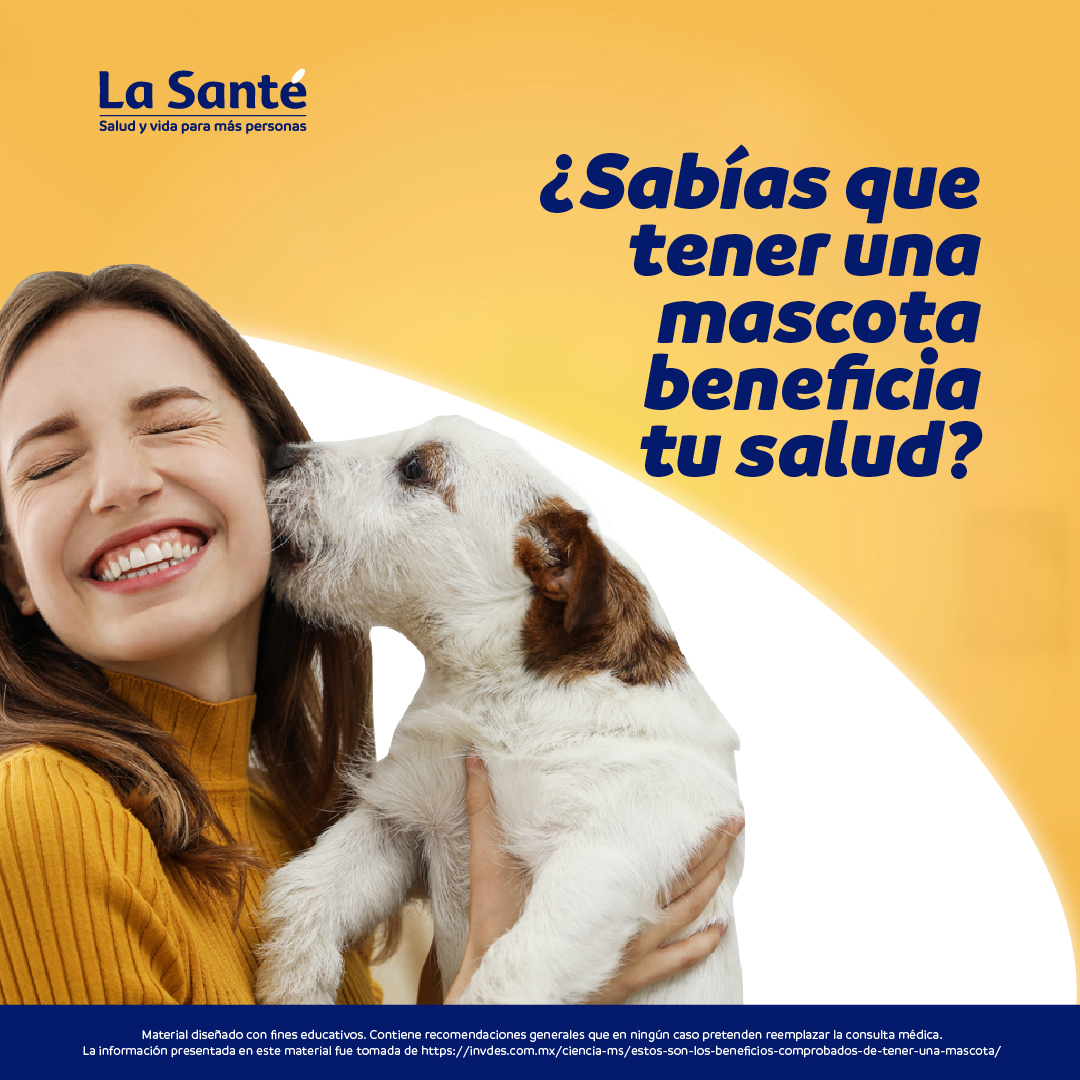 La Santé
Salud y vida para más personas
¿Sabías que
tener una
mascota
beneficia
tu salud?
Material diseñado con fines educativos. Contiene recomendaciones generales que en ningún caso pretenden reemplazar la consulta médica.
La información presentada en este material fue tomada de https://invdes.com.mx/ciencia-ms/estos-son-los-beneficios-comprobados-de-tener-una-mascota/